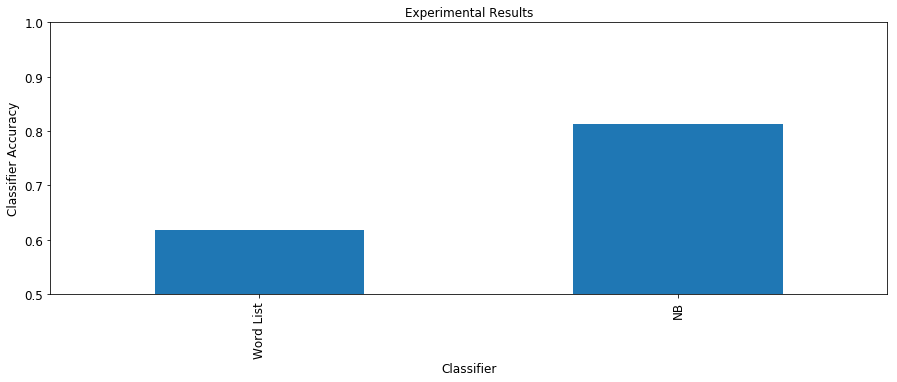 Experimental Results
Classifier Accuracy
1.0
0.9
0.8
0.7
0.6
0.5
Word List
NB
Classifier